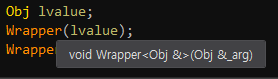 Obj lvalue;
Wrapper(lvalue);
Wrappe
void Wrapper<Obj &>(Obj &_arg)